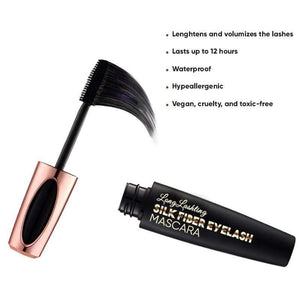 Lenghtens and volumizes the lashes
Lasts up to 12 hours
Waterproof
Hypeallergenic
Vegan, cruelty, and toxic-free
Long Lashting
SILK FIBER EYELASH
MASCARA